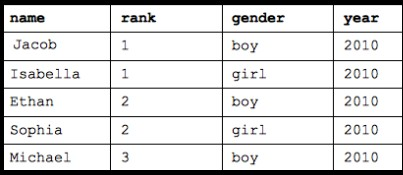 name rank gender year
Jacob 1 boy 2010
Isabella 1 girl 2010
Ethan 2 boy 2010
Sophia 2 girl 2010
Michael 3 boy 2010